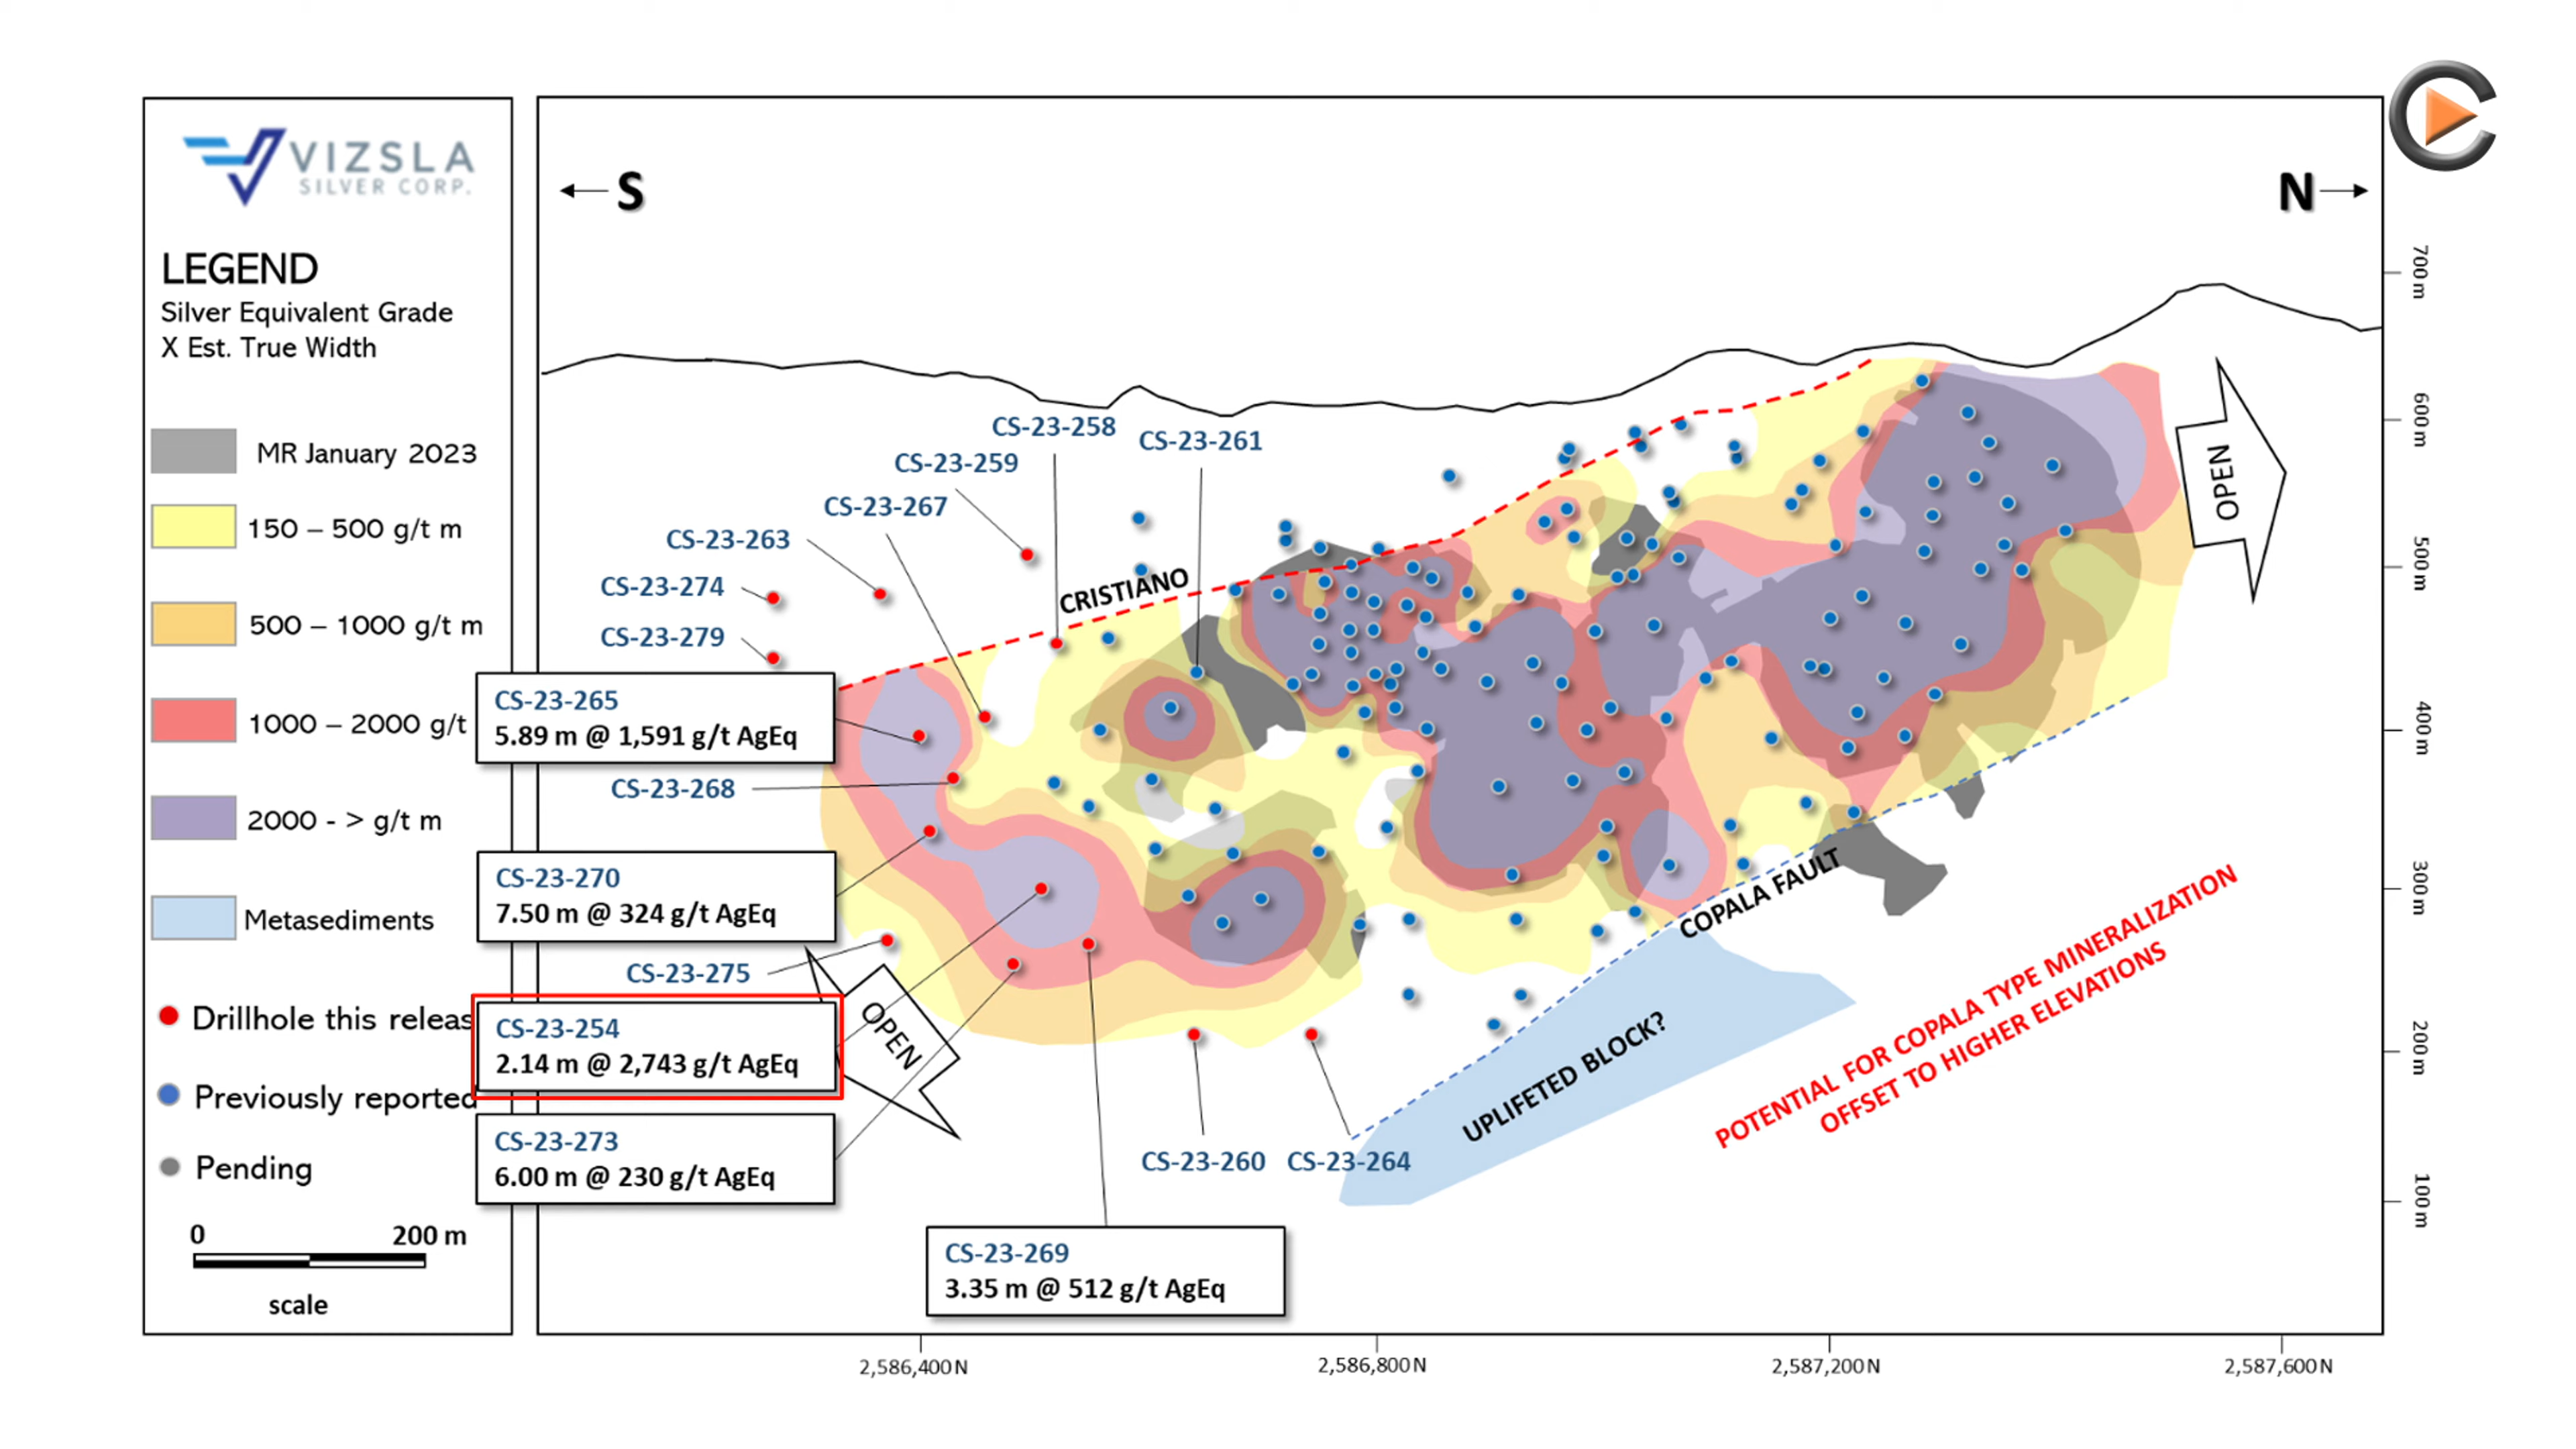 VIZSLA
SILVER CORP.
LEGEND
Silver Equivalent Grade
X Est. True Width
MR January 2023
150 – 500 g/t m
500 – 1000 g/t m
1000 – 2000 g/t
2000 - > g/t m
Metasediments
Drillhole this releas
Previously reported
Pending
0 200 m
scale
S
N
CS-23-258
CS-23-261
CS-23-259
CS-23-267
CS-23-263
CS-23-274
CS-23-279
CRISTIANO
CS-23-265
5.89 m @ 1,591 g/t AgEq
CS-23-268
CS-23-270
7.50 m @ 324 g/t AgEq
CS-23-275
CS-23-254
2.14 m @ 2,743 g/t AgEq
CS-23-273
6.00 m @ 230 g/t AgEq
OPEN
CS-23-260
CS-23-264
CS-23-269
3.35 m @ 512 g/t AgEq
OPEN
COPALA FAULT
UPLIFETED BLOCK?
POTENTIAL FOR COPALA TYPE MINERALIZATION
OFFSET TO HIGHER ELEVATIONS
700 m
600 m
500 m
400 m
300 m
200 m
100 m
2,586,400 N
2,586,800 N
2,587,200 N
2,587,600 N